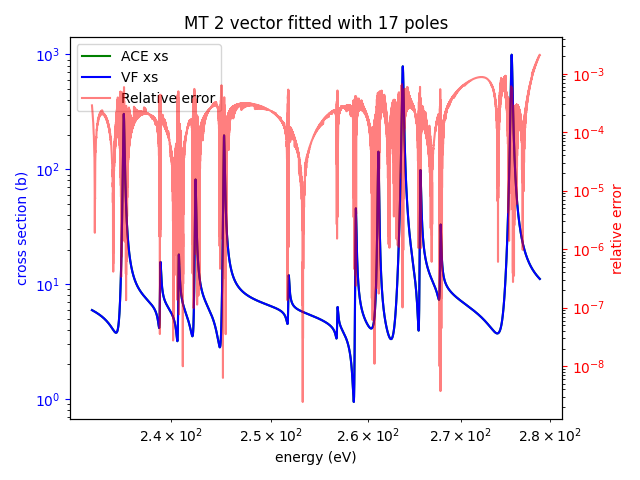 MT 2 vector fitted with 17 poles
ACE xs
VF xs
Relative error
cross section (b)
10³
10²
10¹
10⁰
relative error
10⁻³
10⁻⁴
10⁻⁵
10⁻⁶
10⁻⁷
10⁻⁸
2.4 × 10² 2.5 × 10² 2.6 × 10² 2.7 × 10² 2.8 × 10²
energy (eV)